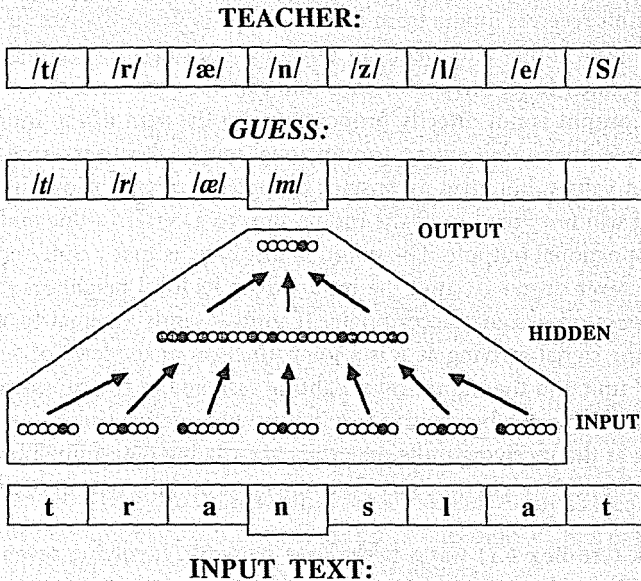 TEACHER:
/t/ /r/ /æ/ /n/ /z/ /l/ /e/ /S/
GUESS:
/t/ /r/ /æ/ /m/
OUTPUT
HIDDEN
INPUT
t r a n s l a t
INPUT TEXT: